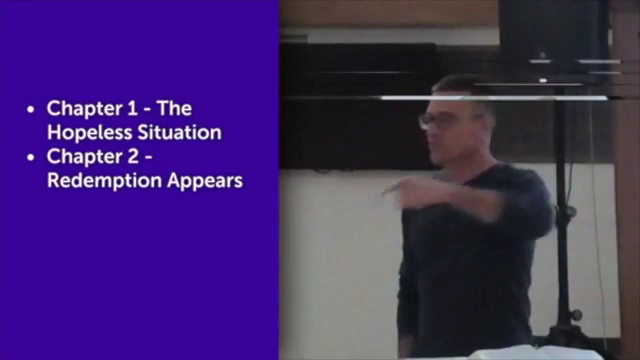 • Chapter 1 - The
Hopeless Situation
• Chapter 2 -
Redemption Appears